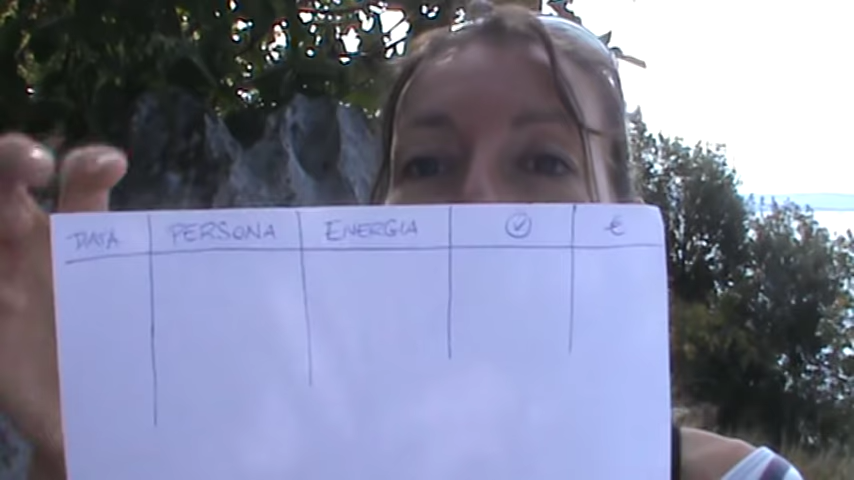 DATA PERSONA ENERGIA ✓ €